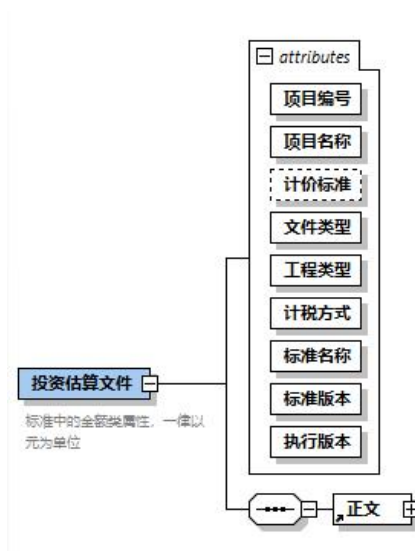 attributes
项目编号
项目名称
计价标准
文件类型
工程类型
计税方式
标准名称
标准版本
执行版本
投资估算文件
标准中的金额类属性，一律以
元为单位
正文